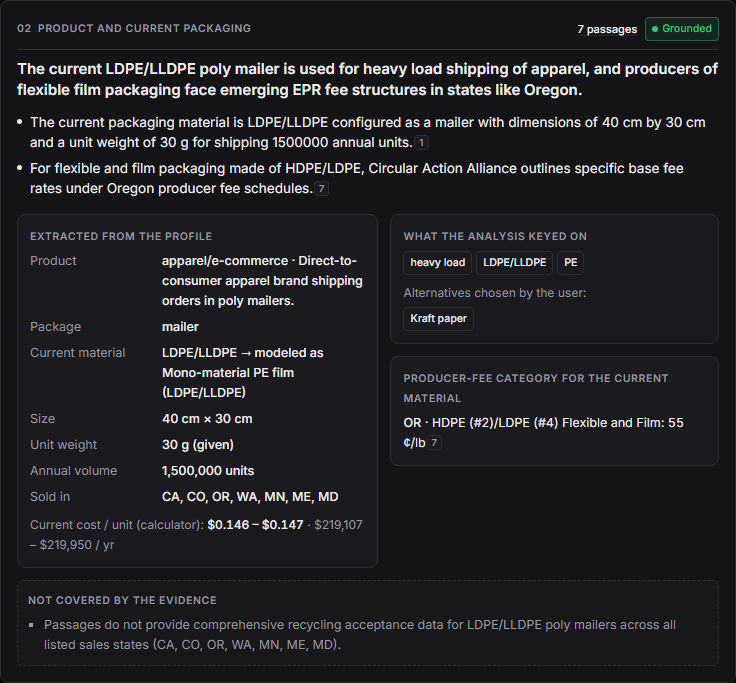 02 PRODUCT AND CURRENT PACKAGING
7 passages
Grounded
The current LDPE/LLDPE poly mailer is used for heavy load shipping of apparel, and producers of
flexible film packaging face emerging EPR fee structures in states like Oregon.
• The current packaging material is LDPE/LLDPE configured as a mailer with dimensions of 40 cm by 30 cm
and a unit weight of 30 g for shipping 1500000 annual units. 1
• For flexible and film packaging made of HDPE/LDPE, Circular Action Alliance outlines specific base fee
rates under Oregon producer fee schedules. 7
EXTRACTED FROM THE PROFILE
Product apparel/e-commerce · Direct-to-
consumer apparel brand shipping
orders in poly mailers.
Package mailer
Current material LDPE/LLDPE → modeled as
Mono-material PE film
(LDPE/LLDPE)
Size 40 cm × 30 cm
Unit weight 30 g (given)
Annual volume 1,500,000 units
Sold in CA, CO, OR, WA, MN, ME, MD
Current cost / unit (calculator): $0.146 – $0.147 · $219,107
– $219,950 / yr
WHAT THE ANALYSIS KEYED ON
heavy load LDPE/LLDPE PE
Alternatives chosen by the user:
Kraft paper
PRODUCER-FEE CATEGORY FOR THE CURRENT
MATERIAL
OR · HDPE (#2)/LDPE (#4) Flexible and Film: 55
¢/lb 7
NOT COVERED BY THE EVIDENCE
▪ Passages do not provide comprehensive recycling acceptance data for LDPE/LLDPE poly mailers across all
listed sales states (CA, CO, OR, WA, MN, ME, MD).